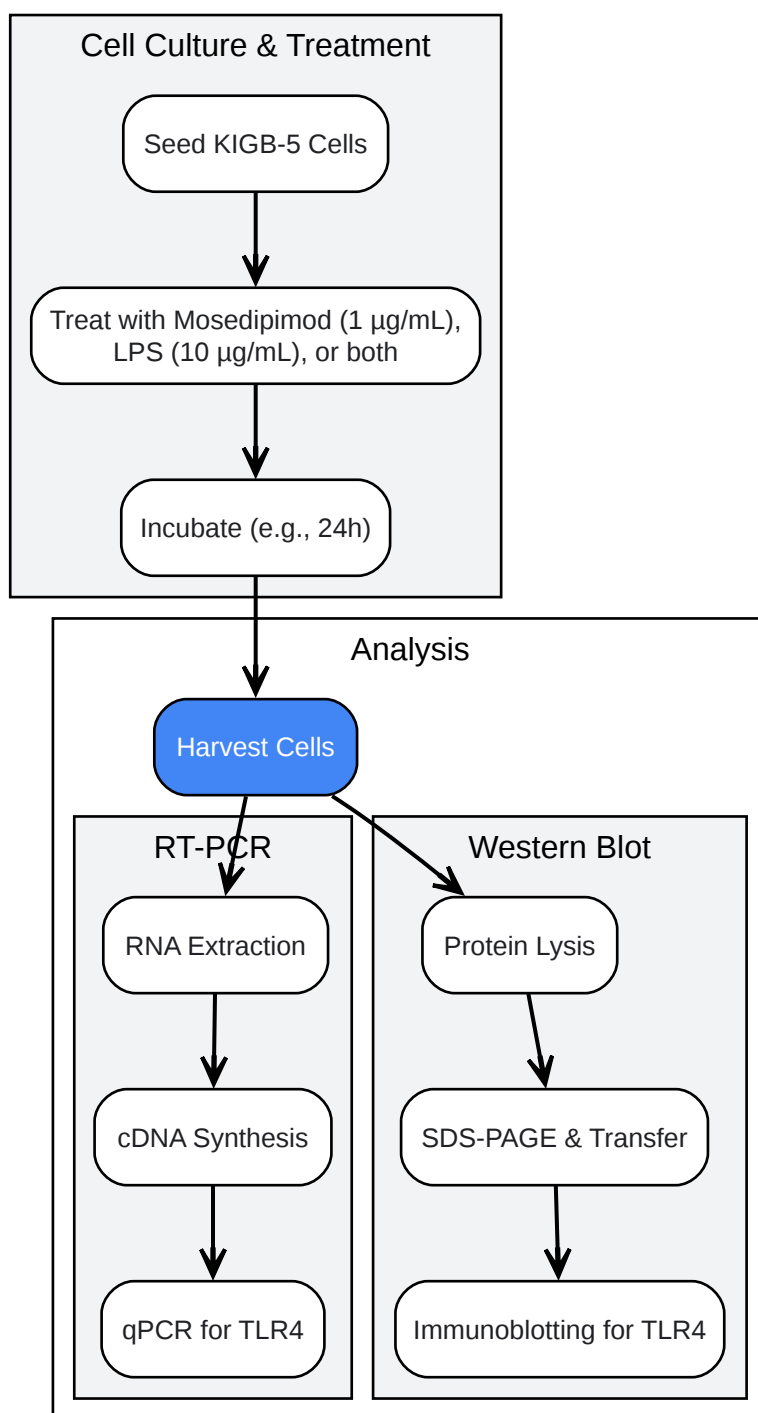 Cell Culture & Treatment
Seed KIGB-5 Cells
Treat with Mosedipimod (1 µg/mL),
LPS (10 µg/mL), or both
Incubate (e.g., 24h)
Analysis
Harvest Cells
RT-PCR
RNA Extraction
cDNA Synthesis
qPCR for TLR4
Western Blot
Protein Lysis
SDS-PAGE & Transfer
Immunoblotting for TLR4